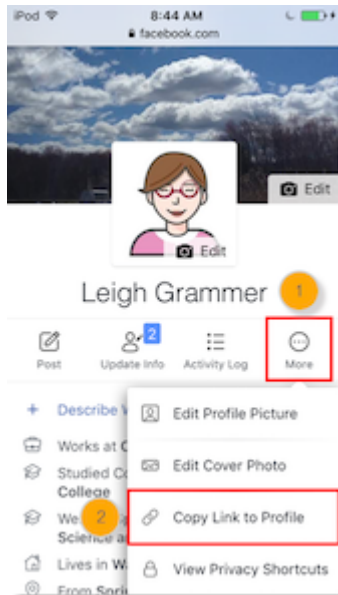 iPod 8:44 AM
facebook.com
Edit
Edit
Leigh Grammer 1
Post
2
Update Info
Activity Log
More
Describe
Edit Profile Picture
Works at
Edit Cover Photo
Studied
College
2
Copy Link to Profile
Science
Lives in
View Privacy Shortcuts
From